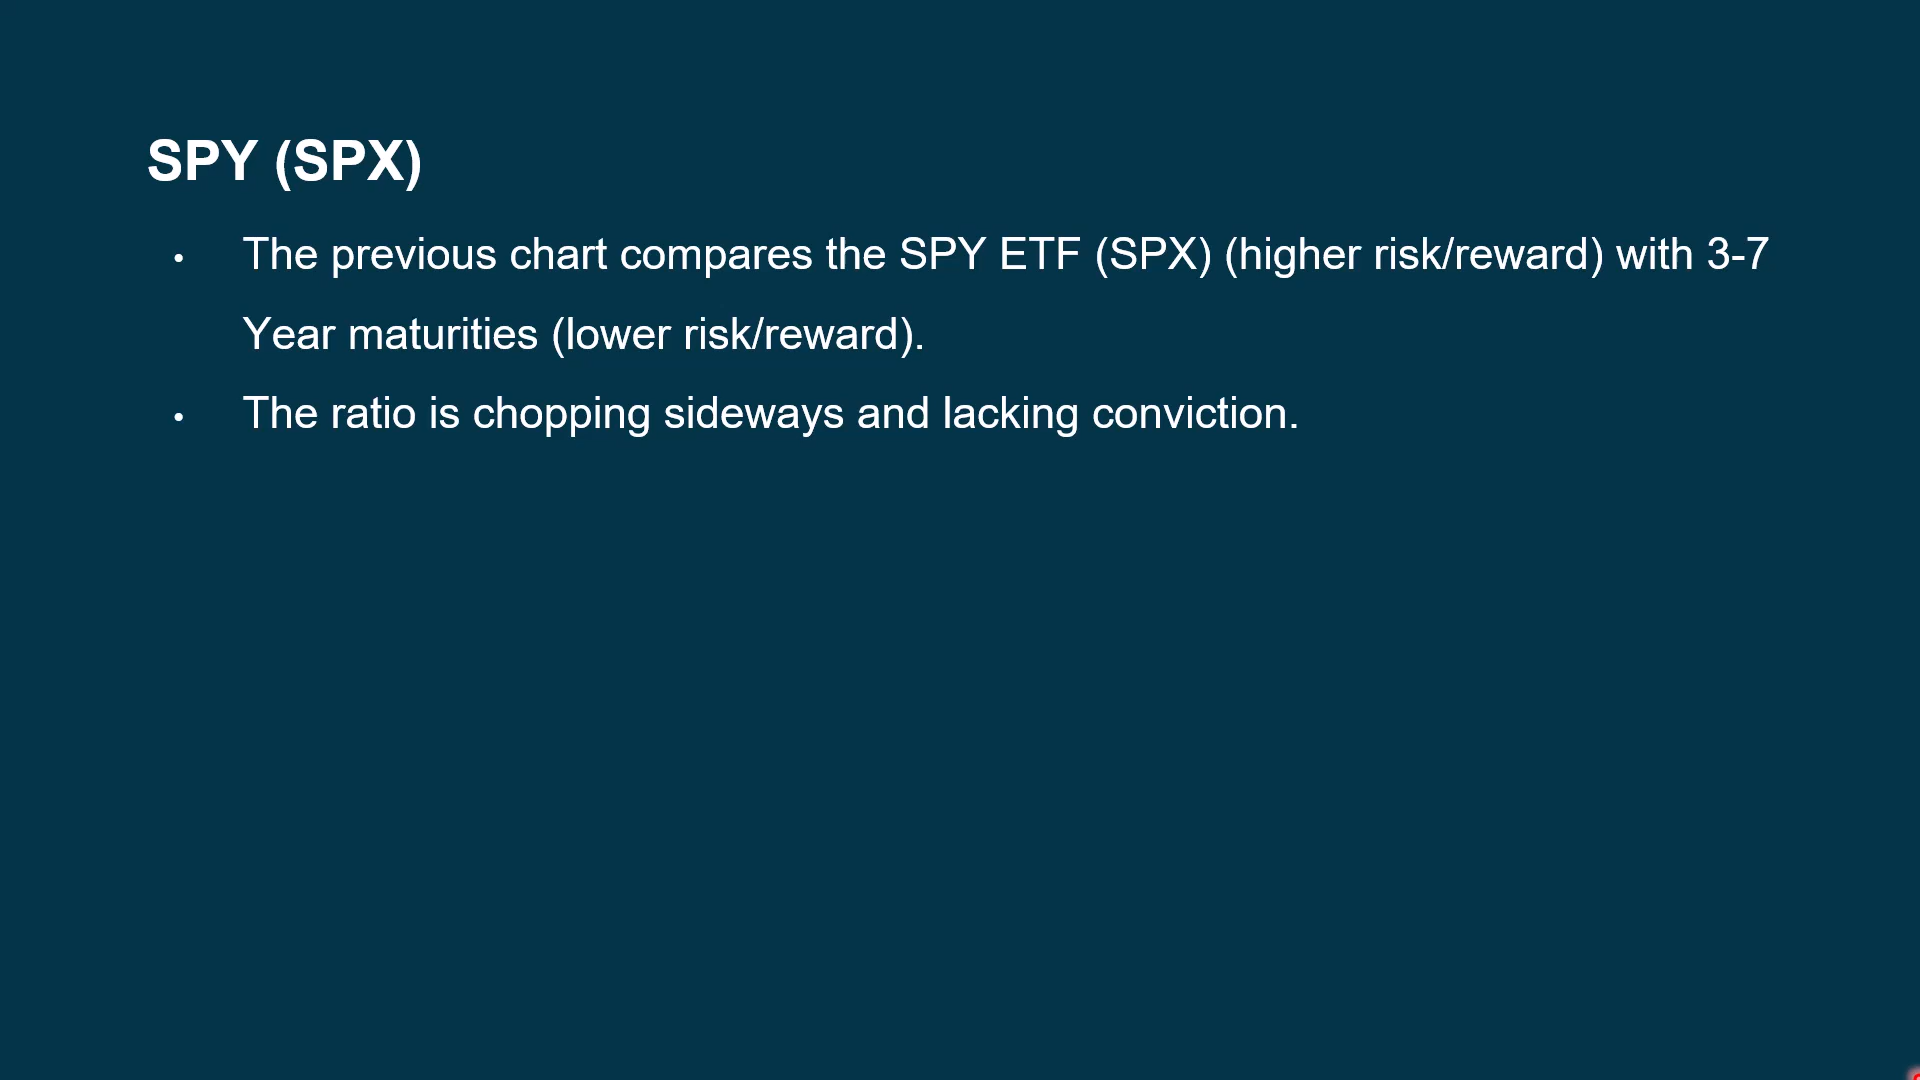 SPY (SPX)
• The previous chart compares the SPY ETF (SPX) (higher risk/reward) with 3-7
Year maturities (lower risk/reward).
• The ratio is chopping sideways and lacking conviction.